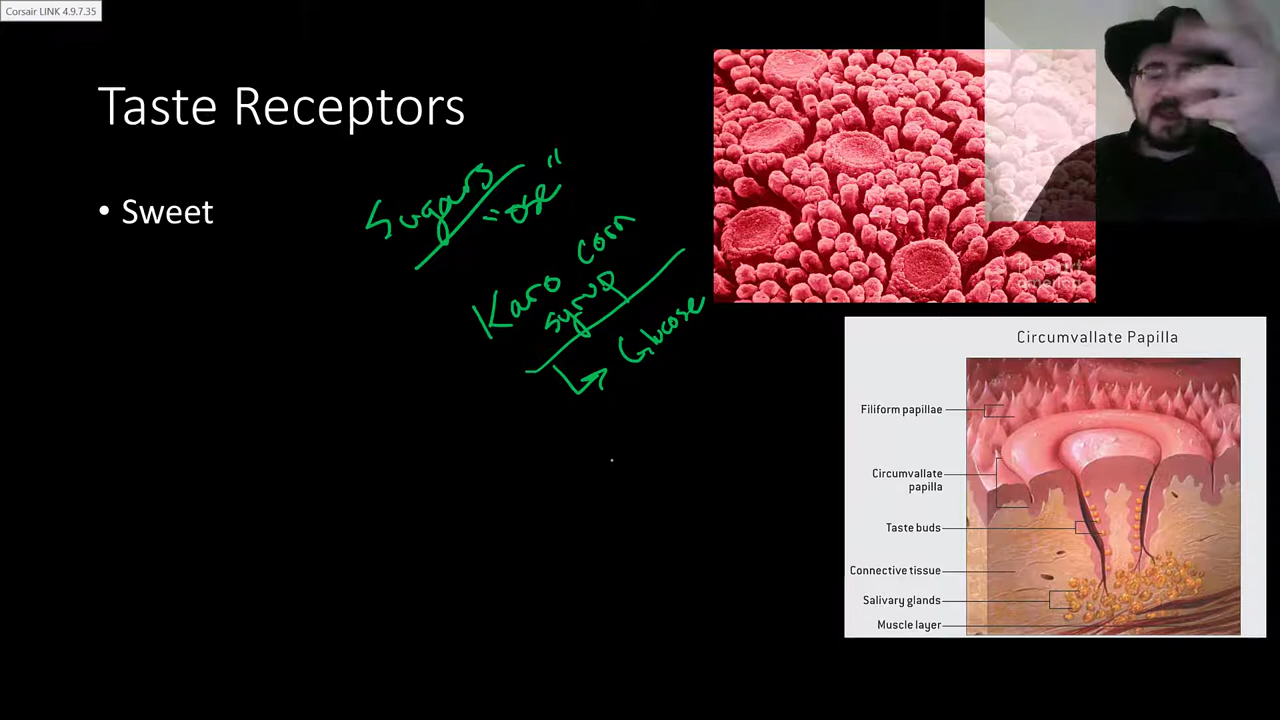 Corsair LINK 4.9.7.35
Taste Receptors
• Sweet
Sugars
"ose"
Karo corn
syrup
Glucose
Circumvallate Papilla
Filiform papillae
Circumvallate
papilla
Taste buds
Connective tissue
Salivary glands
Muscle layer